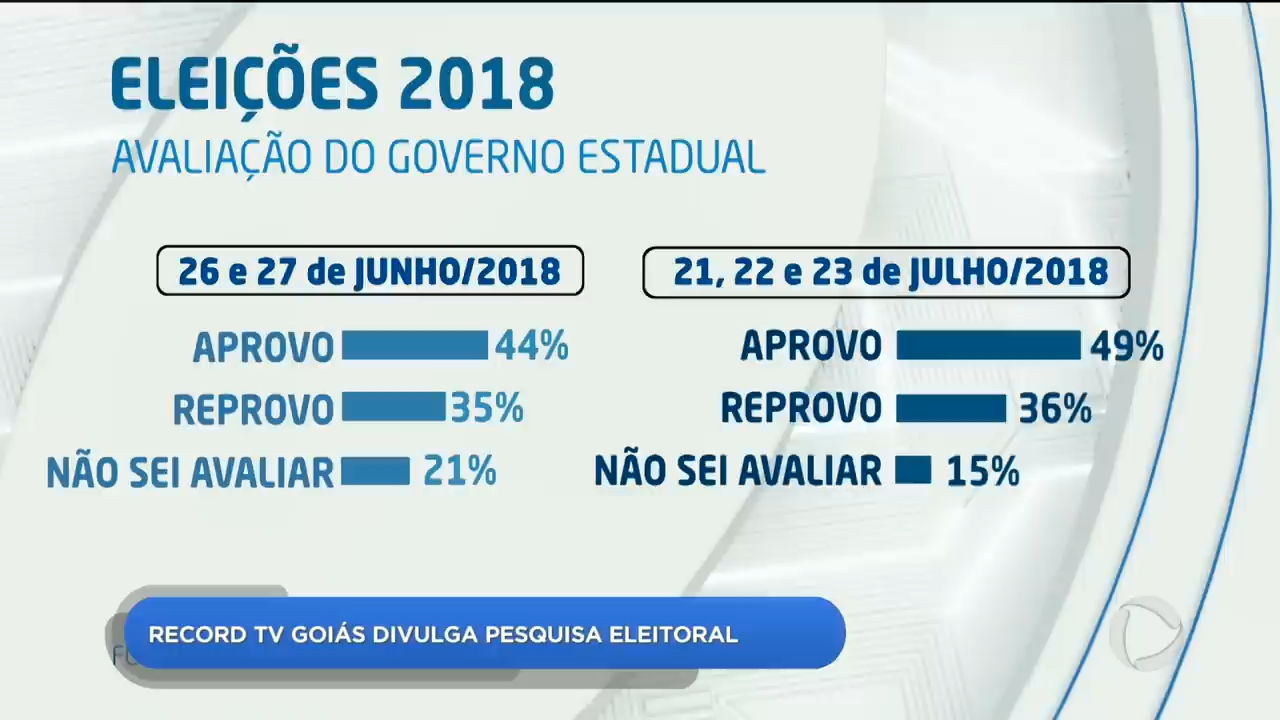 ELEIÇÕES 2018
AVALIAÇÃO DO GOVERNO ESTADUAL
26 e 27 de JUNHO/2018
APROVO 44%
REPROVO 35%
NÃO SEI AVALIAR 21%
21, 22 e 23 de JULHO/2018
APROVO 49%
REPROVO 36%
NÃO SEI AVALIAR 15%
RECORD TV GOIÁS DIVULGA PESQUISA ELEITORAL